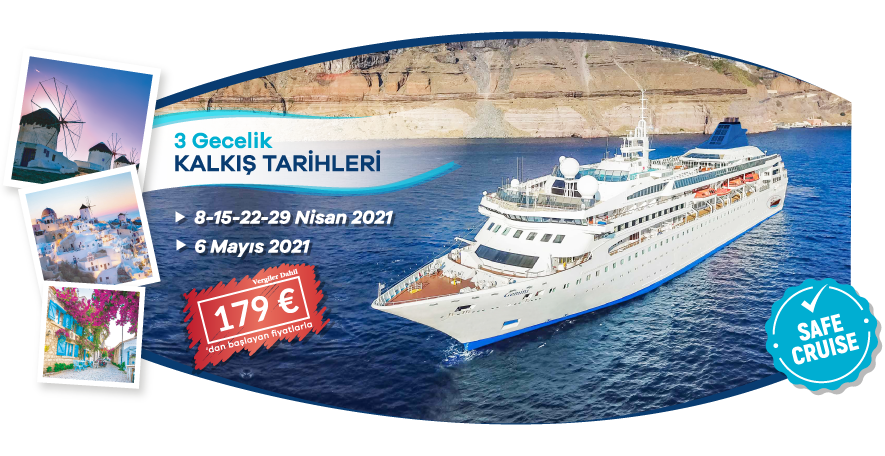 3 Gecelik
KALKIŞ TARİHLERİ
8-15-22-29 Nisan 2021
6 Mayıs 2021
Vergiler Dahil
179 €
'dan başlayan fiyatlarla
Gemini
SAFE
CRUISE